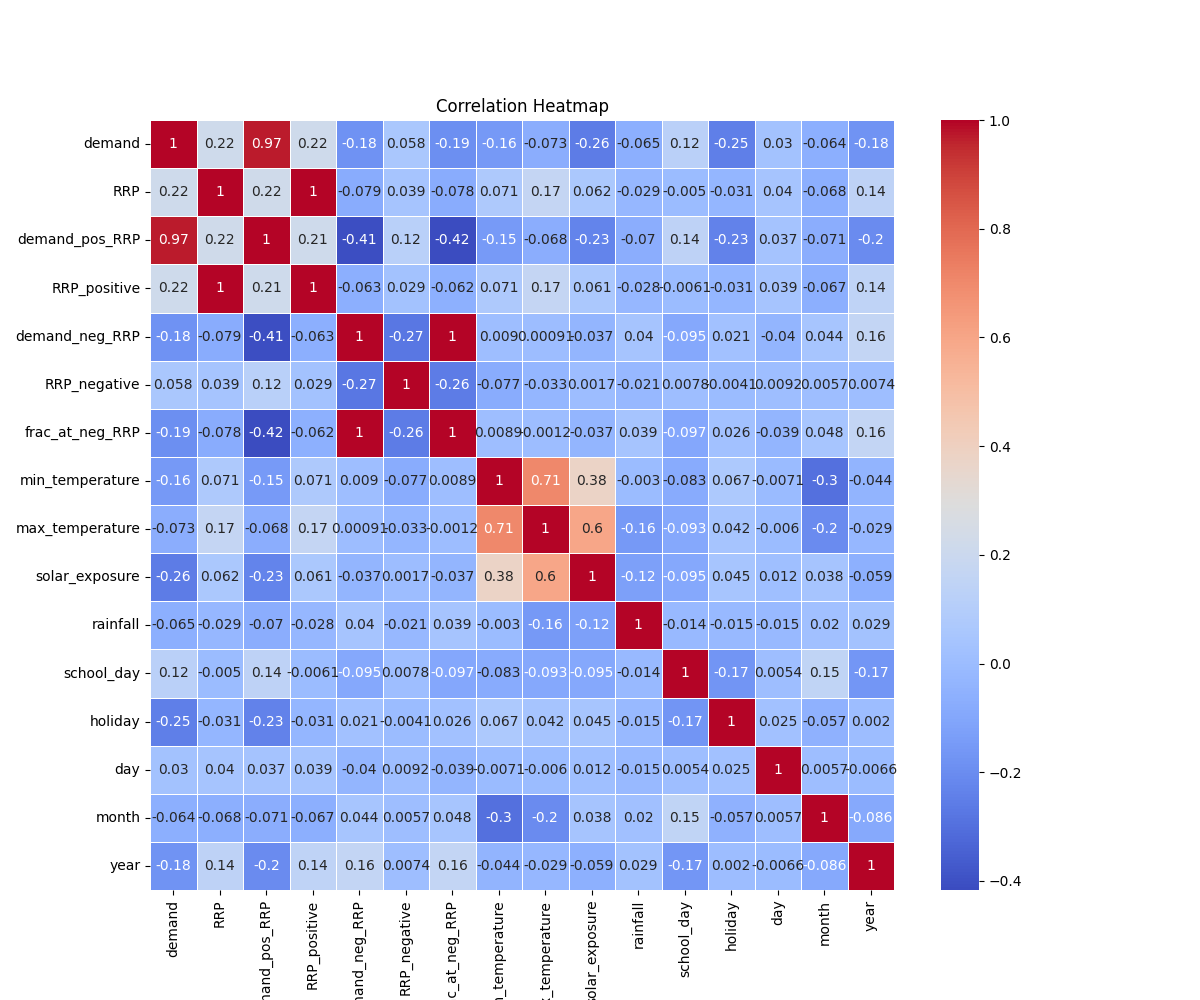 Correlation Heatmap
demand 1 0.22 0.97 0.22 -0.18 0.058 -0.19 -0.16 -0.073 -0.26 -0.065 0.12 -0.25 0.03 -0.064 -0.18
RRP 0.22 1 0.22 1 -0.079 0.039 -0.078 0.071 0.17 0.062 -0.029 -0.005 -0.031 0.04 -0.068 0.14
demand_pos_RRP 0.97 0.22 1 0.21 -0.41 0.12 -0.42 -0.15 -0.068 -0.23 -0.07 0.14 -0.23 0.037 -0.071 -0.2
RRP_positive 0.22 1 0.21 1 -0.063 0.029 -0.062 0.071 0.17 0.061 -0.028 -0.0061 -0.031 0.039 -0.067 0.14
demand_neg_RRP -0.18 -0.079 -0.41 -0.063 1 -0.27 1 0.009 0.00091 -0.037 0.04 -0.095 0.021 -0.04 0.044 0.16
RRP_negative 0.058 0.039 0.12 0.029 -0.27 1 -0.26 -0.077 -0.033 0.0017 -0.021 0.0078 -0.0041 0.0092 0.0057 0.0074
frac_at_neg_RRP -0.19 -0.078 -0.42 -0.062 1 -0.26 1 0.0089 -0.0012 -0.037 0.039 -0.097 0.026 -0.039 0.048 0.16
min_temperature -0.16 0.071 -0.15 0.071 0.009 -0.077 0.0089 1 0.71 0.38 -0.003 -0.083 0.067 -0.0071 -0.3 -0.044
max_temperature -0.073 0.17 -0.068 0.17 0.00091 -0.033 -0.0012 0.71 1 0.6 -0.16 -0.093 0.042 -0.006 -0.2 -0.029
solar_exposure -0.26 0.062 -0.23 0.061 -0.037 0.0017 -0.037 0.38 0.6 1 -0.12 -0.095 0.045 0.012 0.038 -0.059
rainfall -0.065 -0.029 -0.07 -0.028 0.04 -0.021 0.039 -0.003 -0.16 -0.12 1 -0.014 -0.015 -0.015 0.02 0.029
school_day 0.12 -0.005 0.14 -0.0061 -0.095 0.0078 -0.097 -0.083 -0.093 -0.095 -0.014 1 -0.17 0.0054 0.15 -0.17
holiday -0.25 -0.031 -0.23 -0.031 0.021 -0.0041 0.026 0.067 0.042 0.045 -0.015 -0.17 1 0.025 -0.057 0.002
day 0.03 0.04 0.037 0.039 -0.04 0.0092 -0.039 -0.0071 -0.006 0.012 -0.015 0.0054 0.025 1 0.0057 -0.0066
month -0.064 -0.068 -0.071 -0.067 0.044 0.0057 0.048 -0.3 -0.2 0.038 0.02 0.15 -0.057 0.0057 1 -0.086
year -0.18 0.14 -0.2 0.14 0.16 0.0074 0.16 -0.044 -0.029 -0.059 0.029 -0.17 0.002 -0.0066 -0.086 1
demand
RRP
mand_pos_RRP
RRP_positive
mand_neg_RRP
RRP_negative
c_at_neg_RRP
n_temperature
x_temperature
solar_exposure
rainfall
school_day
holiday
day
month
year
1.0
0.8
0.6
0.4
0.2
0.0
−0.2
−0.4